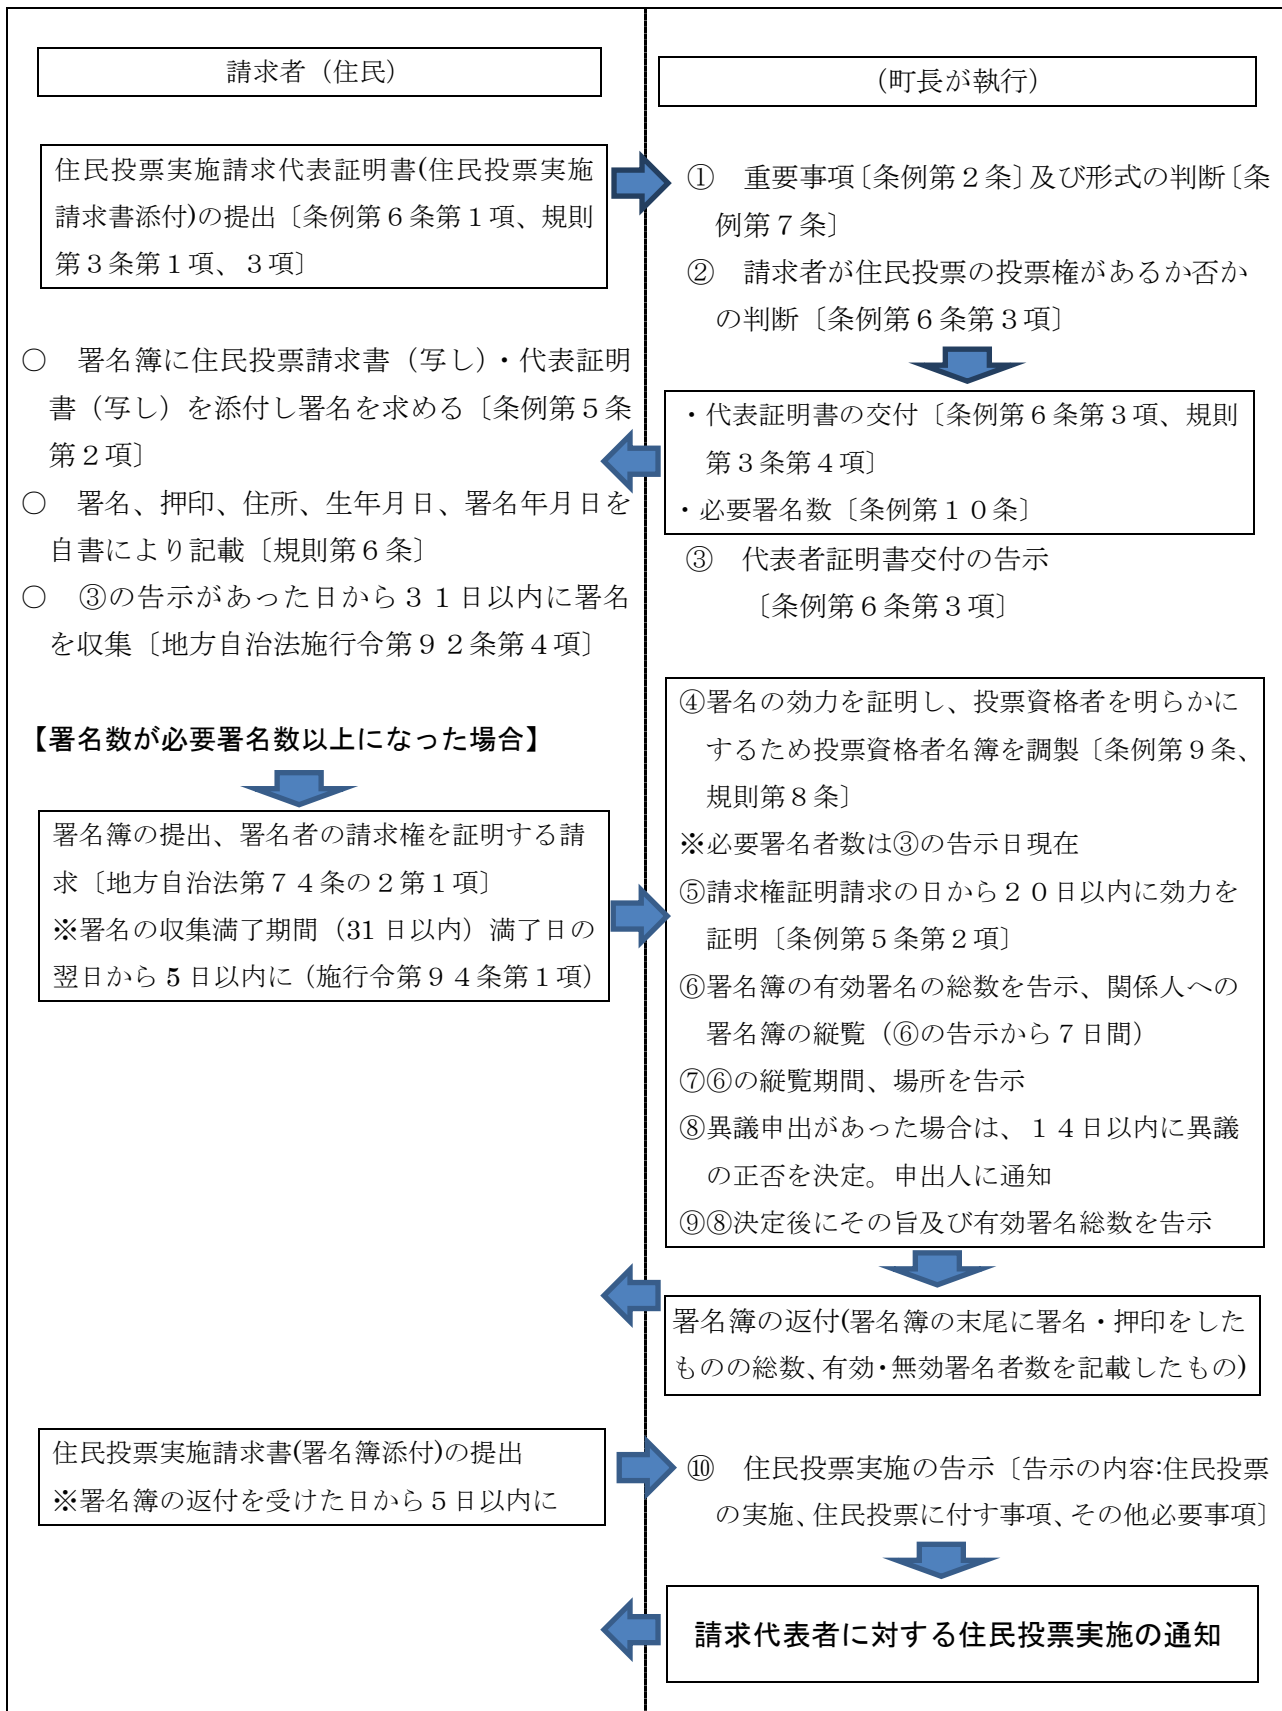 請求者（住民）
（町長が執行）
住民投票実施請求代表証明書(住民投票実施
請求書添付)の提出〔条例第６条第１項、規則
第３条第１項、３項〕
①　重要事項〔条例第２条〕及び形式の判断〔条
例第７条〕
②　請求者が住民投票の投票権があるか否か
の判断〔条例第６条第３項〕
○　署名簿に住民投票請求書（写し）・代表証明
書（写し）を添付し署名を求める〔条例第５条
第２項〕
○　署名、押印、住所、生年月日、署名年月日を
自書により記載〔規則第６条〕
○　③の告示があった日から３１日以内に署名
を収集〔地方自治法施行令第９２条第４項〕
・代表証明書の交付〔条例第６条第３項、規則
第３条第４項〕
・必要署名数〔条例第１０条〕
③　代表者証明書交付の告示
〔条例第６条第３項〕
【署名数が必要署名数以上になった場合】
署名簿の提出、署名者の請求権を証明する請
求〔地方自治法第７４条の２第１項〕
※署名の収集満了期間（31 日以内）満了日の
翌日から 5 日以内に（施行令第９４条第１項）
④署名の効力を証明し、投票資格者を明らかに
するため投票資格者名簿を調製〔条例第９条、
規則第８条〕
※必要署名者数は③の告示日現在
⑤請求権証明請求の日から２０日以内に効力を
証明〔条例第５条第２項〕
⑥署名簿の有効署名の総数を告示、関係人への
署名簿の縦覧（⑥の告示から７日間）
⑦⑥の縦覧期間、場所を告示
⑧異議申出があった場合は、１４日以内に異議
の正否を決定。申出人に通知
⑨⑧決定後にその旨及び有効署名総数を告示
署名簿の返付(署名簿の末尾に署名・押印をした
ものの総数、有効・無効署名者数を記載したもの)
住民投票実施請求書(署名簿添付)の提出
※署名簿の返付を受けた日から５日以内に
⑩　住民投票実施の告示〔告示の内容:住民投票
の実施、住民投票に付す事項、その他必要事項〕
請求代表者に対する住民投票実施の通知